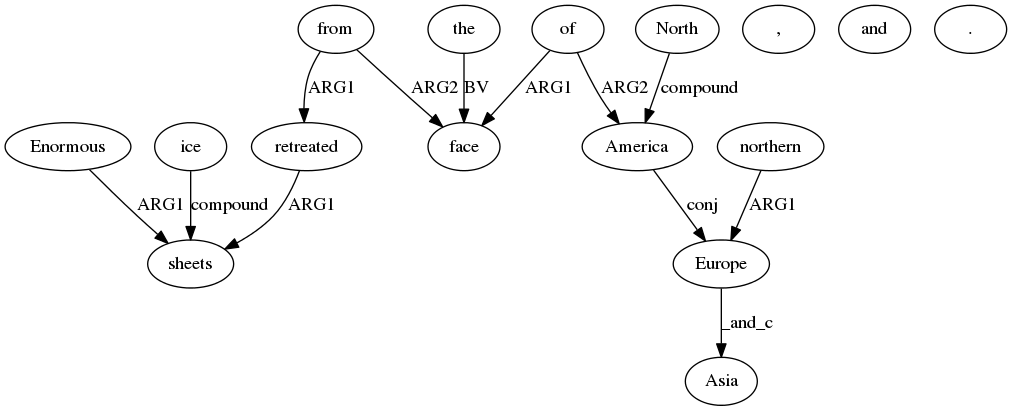 from the of North , and .
ARG1 ARG2 BV ARG1 ARG2 compound
Enormous ice retreated face America northern
ARG1 compound ARG1 conj ARG1
sheets Europe
_and_c
Asia